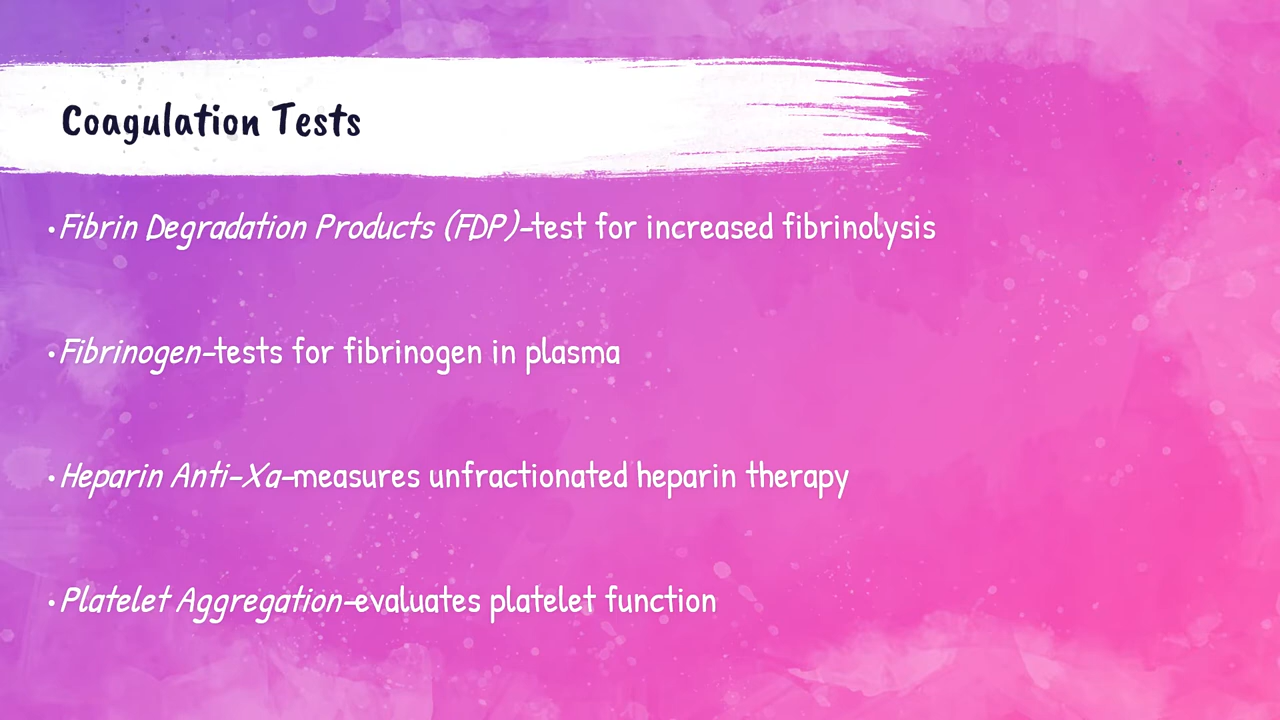 Coagulation Tests
•Fibrin Degradation Products (FDP)-test for increased fibrinolysis
•Fibrinogen-tests for fibrinogen in plasma
•Heparin Anti-Xa-measures unfractionated heparin therapy
•Platelet Aggregation-evaluates platelet function